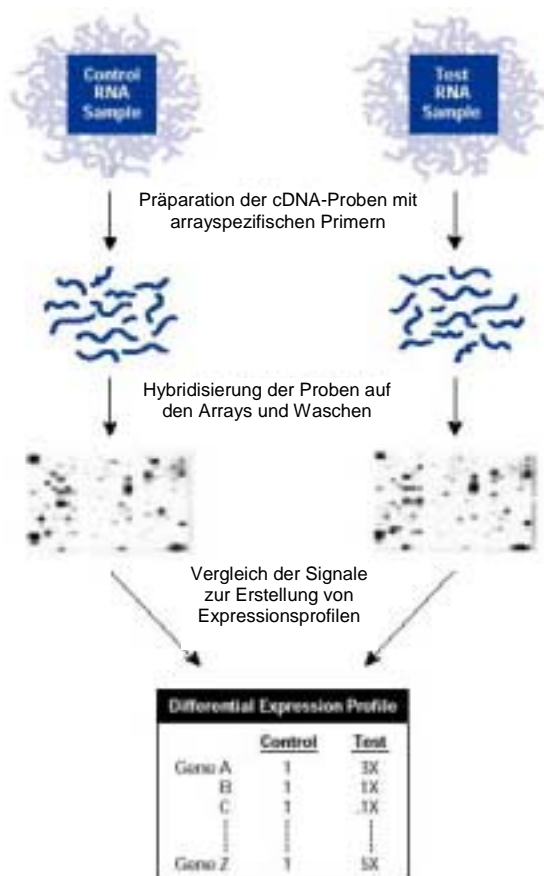 Control
RNA
Sample
Test
RNA
Sample
Präparation der cDNA-Proben mit
arrayspezifischen Primern
Hybridisierung der Proben auf
den Arrays und Waschen
Vergleich der Signale
zur Erstellung von
Expressionsprofilen
Differential Expression Profile
Control Test
Gene A 1 3X
B 1 1X
C 1 .1X
Gene Z 1 5X